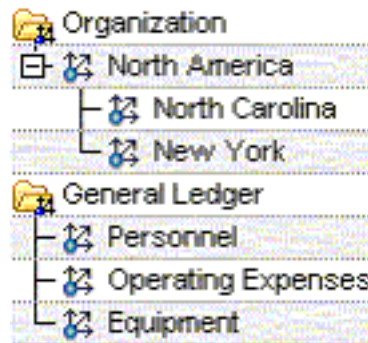 Organization
North America
North Carolina
New York
General Ledger
Personnel
Operating Expenses
Equipment